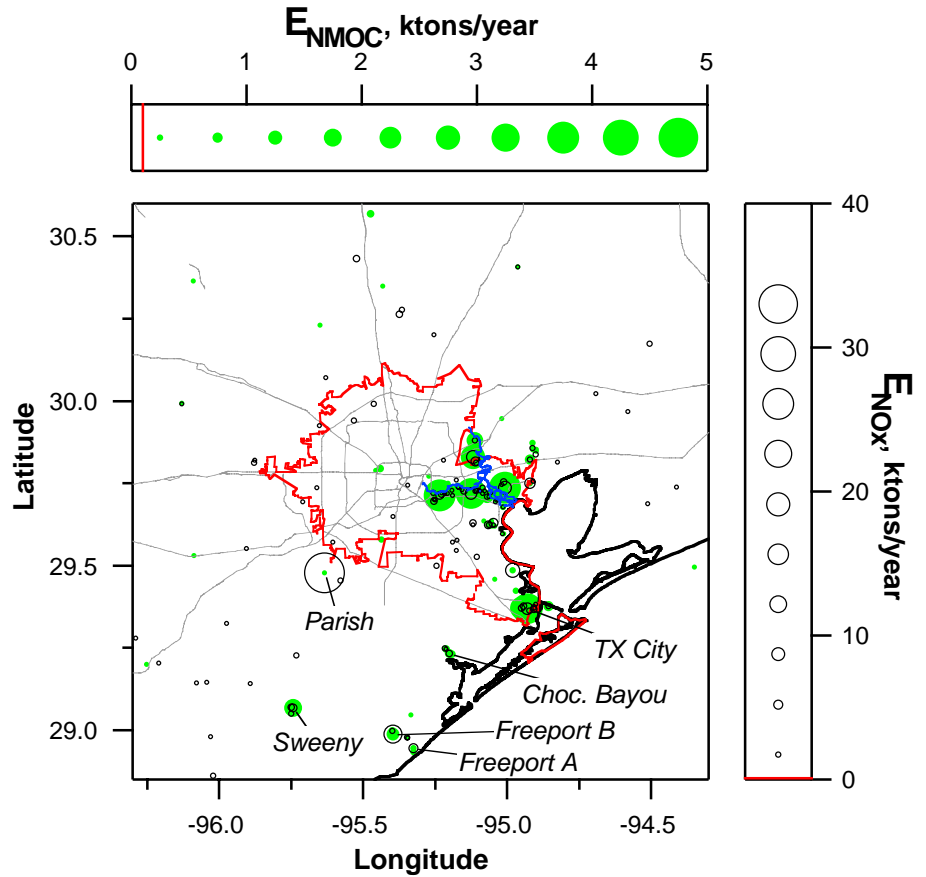 E_NMOC, ktons/year
0 1 2 3 4 5
40
30
20
10
0
E_NOx, ktons/year
30.5
30.0
29.5
29.0
Latitude
Parish
TX City
Choc. Bayou
Sweeny
Freeport B
Freeport A
-96.0 -95.5 -95.0 -94.5
Longitude